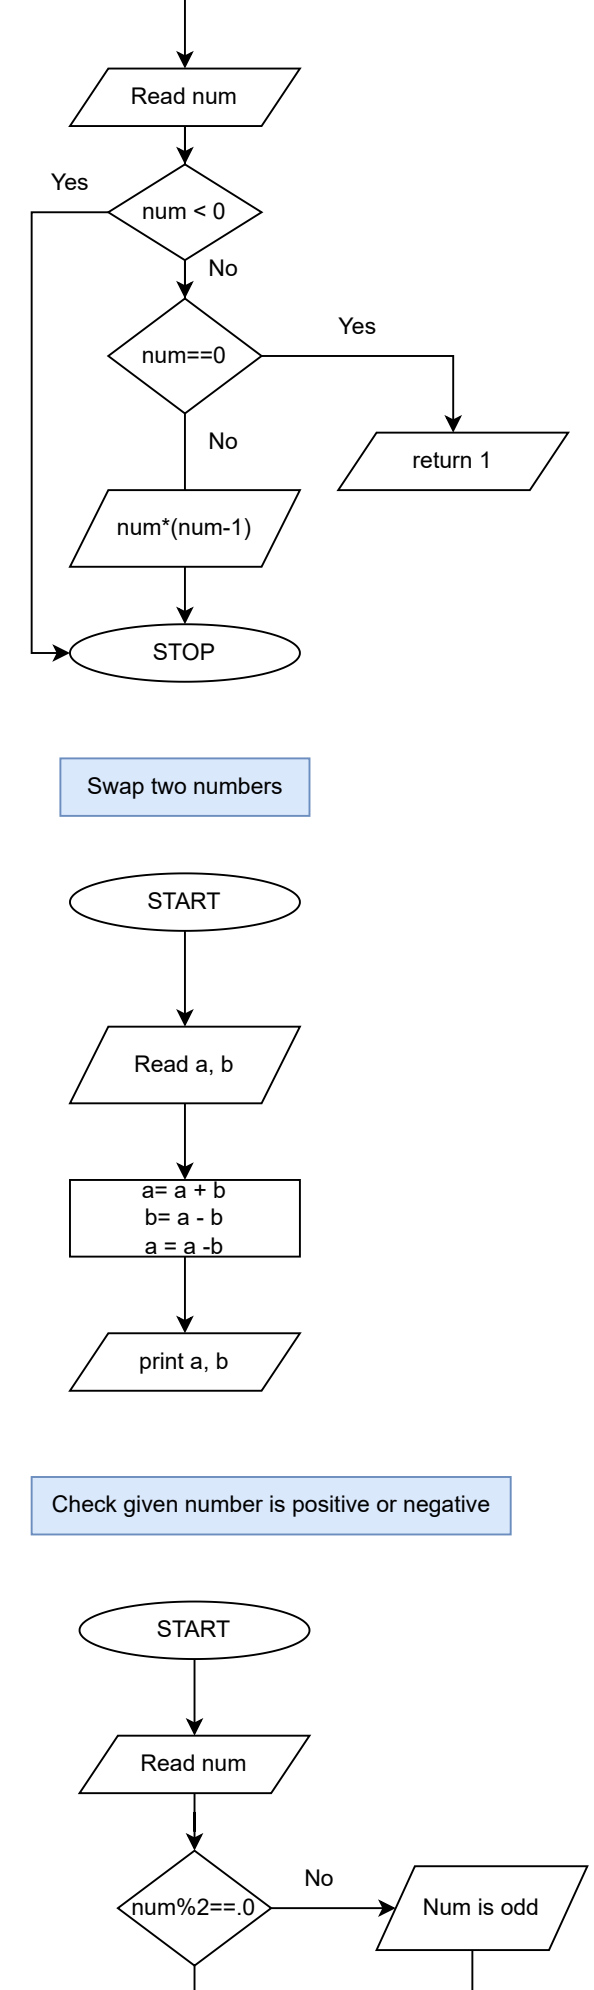 Read num
Yes
num < 0
No
Yes
num==0
No
return 1
num*(num-1)
STOP
Swap two numbers
START
Read a, b
a= a + b
b= a - b
a = a -b
print a, b
Check given number is positive or negative
START
Read num
No
num%2==.0
Num is odd